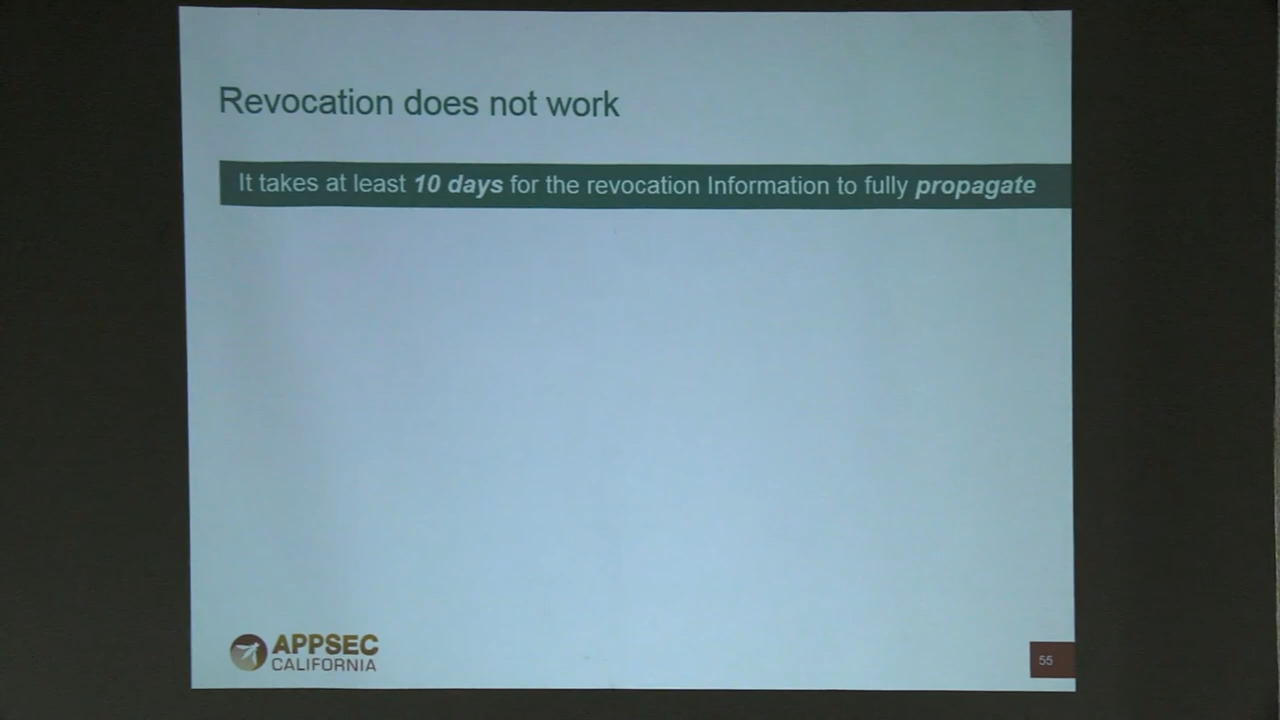 Revocation does not work
It takes at least 10 days for the revocation Information to fully propagate
APPSEC
CALIFORNIA
55